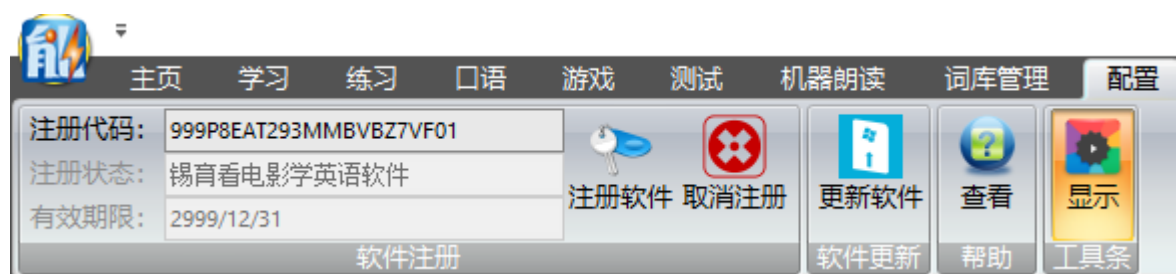 能
主页 学习 练习 口语 游戏 测试 机器朗读 词库管理 配置
注册代码: 999P8EAT293MMBVBZ7VF01
注册状态: 锡育看电影学英语软件
有效期限: 2999/12/31
注册软件 取消注册 更新软件 查看 显示
软件注册 软件更新 帮助 工具条